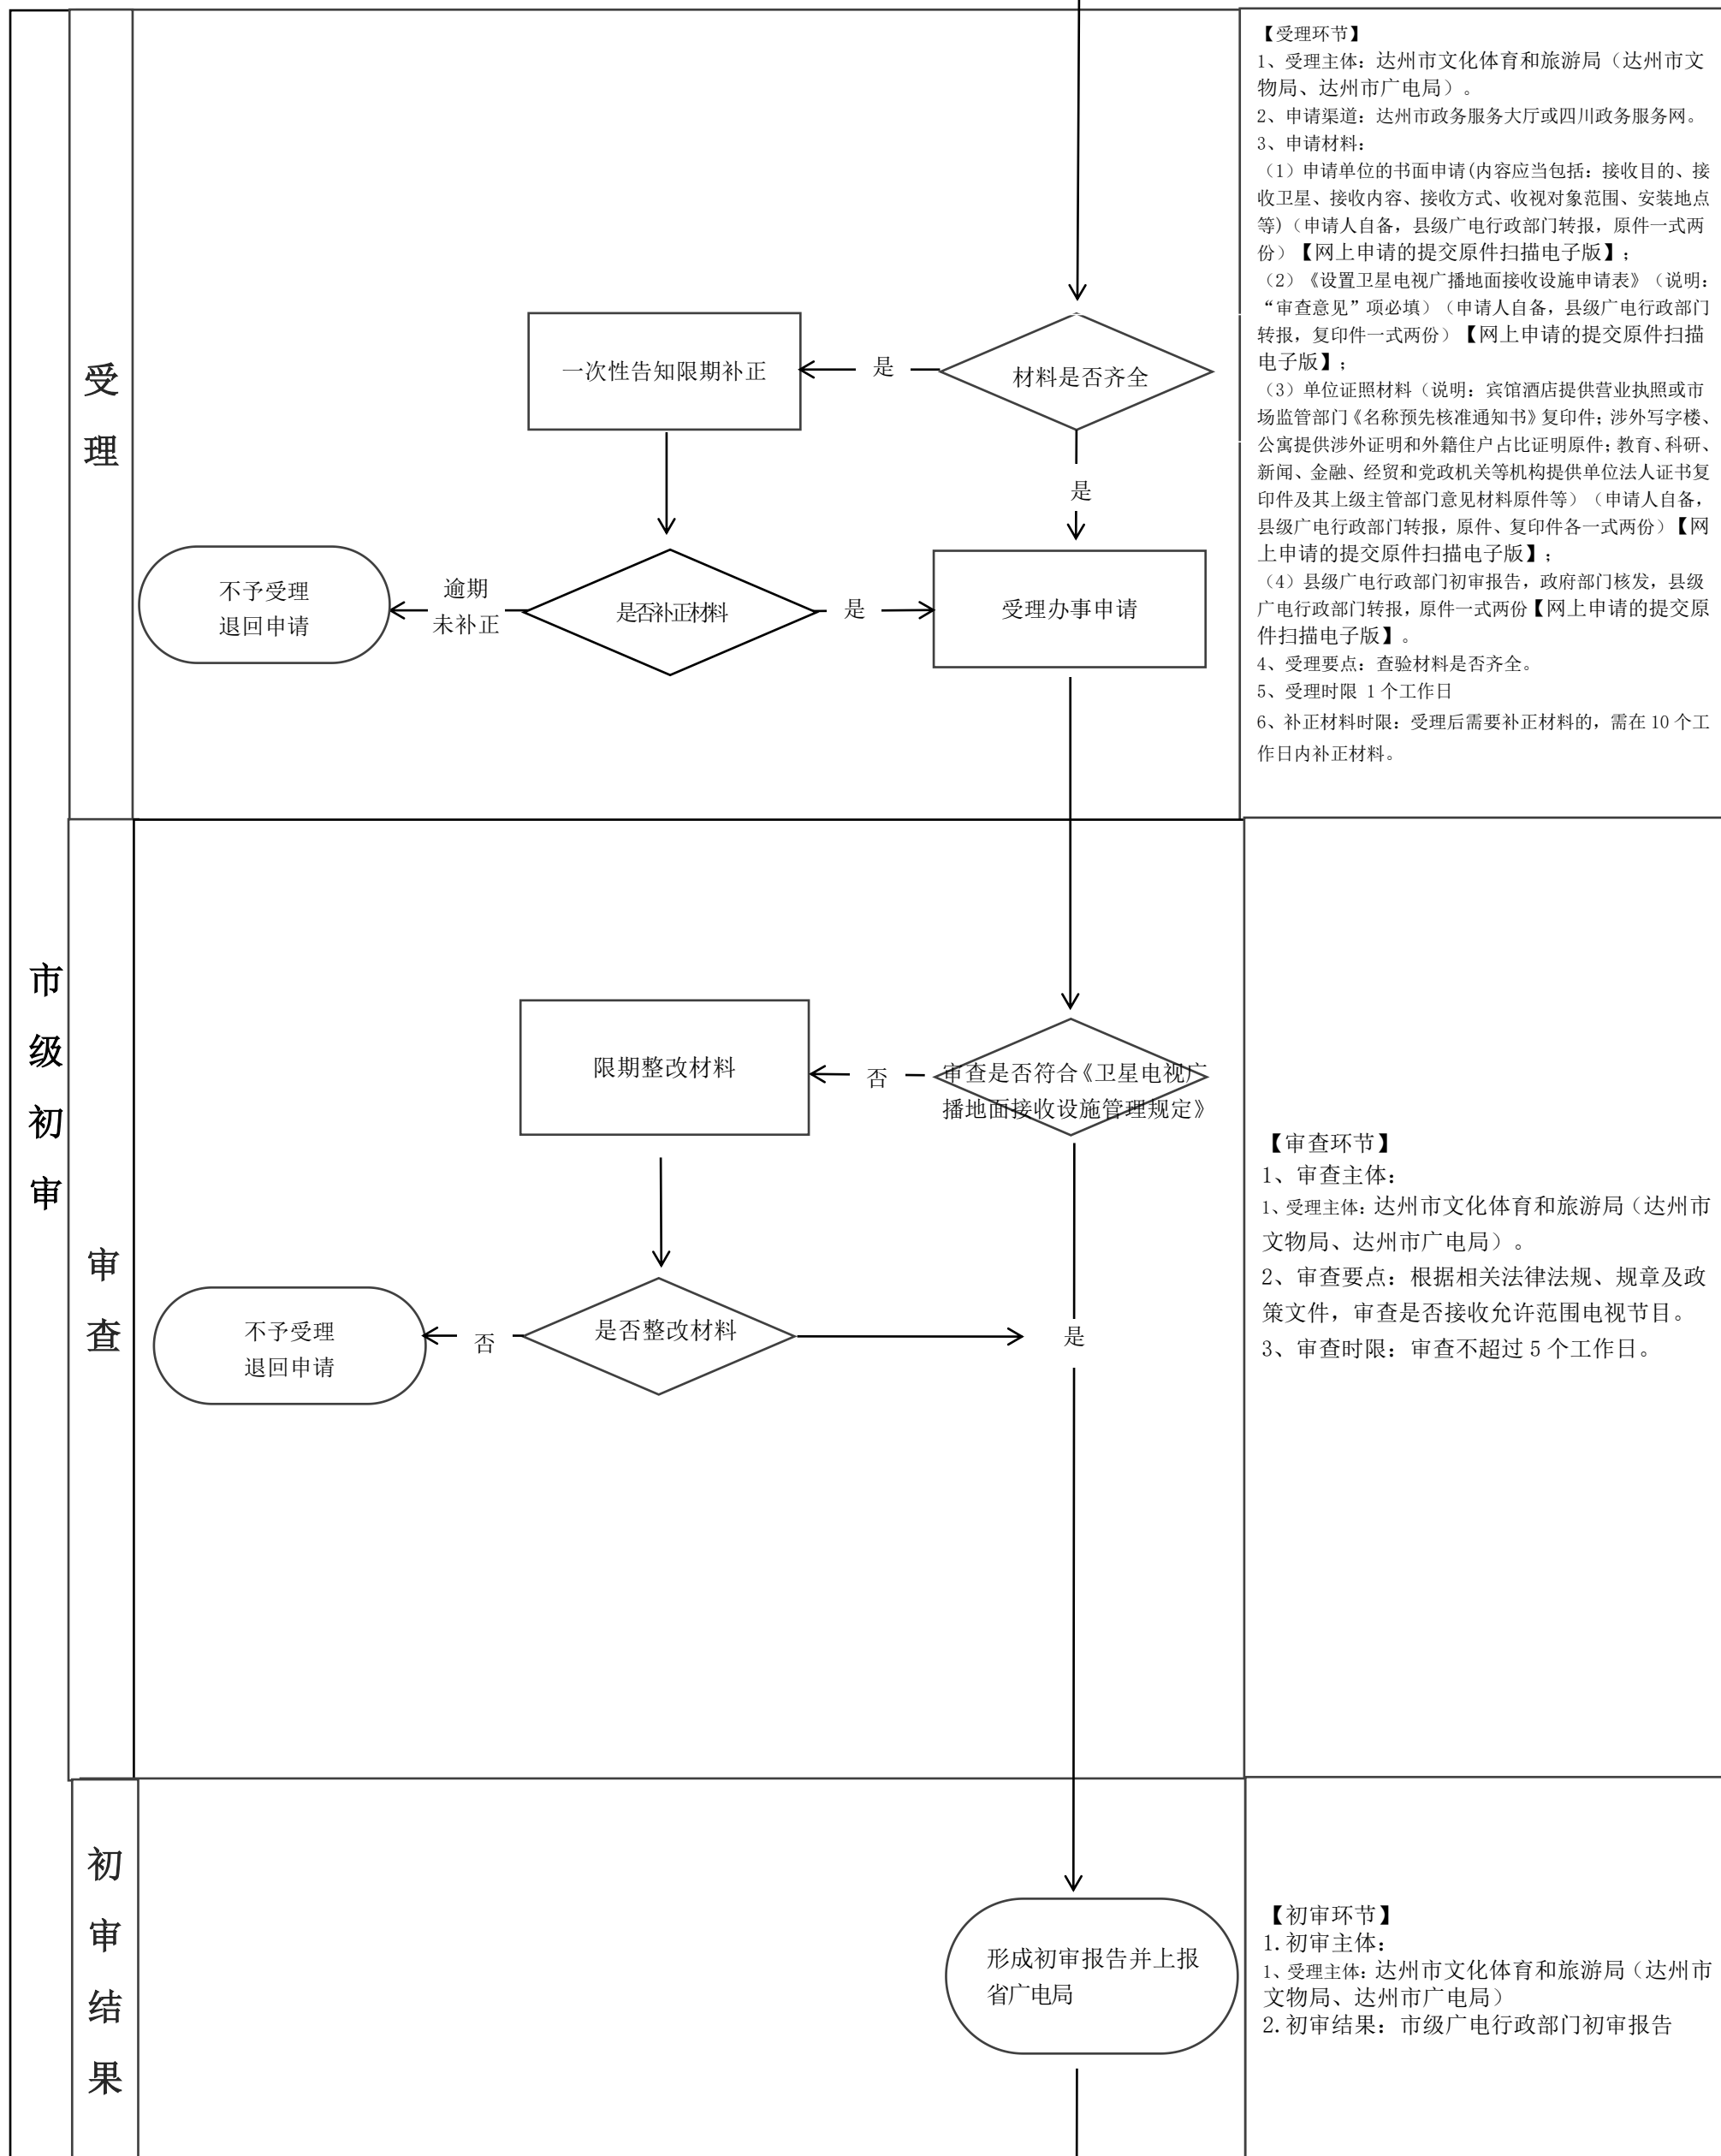 市
级
初
审
受
理
材料是否齐全
是
一次性告知限期补正
是
是否补正材料
逾期
未补正
不予受理
退回申请
是
受理办事申请
【受理环节】
1、受理主体：达州市文化体育和旅游局（达州市文
物局、达州市广电局）。
2、申请渠道：达州市政务服务大厅或四川政务服务网。
3、申请材料：
（1）申请单位的书面申请(内容应当包括：接收目的、接
收卫星、接收内容、接收方式、收视对象范围、安装地点
等)（申请人自备，县级广电行政部门转报，原件一式两
份）【网上申请的提交原件扫描电子版】；
（2）《设置卫星电视广播地面接收设施申请表》（说明：
“审查意见”项必填）（申请人自备，县级广电行政部门
转报，复印件一式两份）【网上申请的提交原件扫描
电子版】；
（3）单位证照材料（说明：宾馆酒店提供营业执照或市
场监管部门《名称预先核准通知书》复印件；涉外写字楼、
公寓提供涉外证明和外籍住户占比证明原件；教育、科研、
新闻、金融、经贸和党政机关等机构提供单位法人证书复
印件及其上级主管部门意见材料原件等）（申请人自备，
县级广电行政部门转报，原件、复印件各一式两份）【网
上申请的提交原件扫描电子版】；
（4）县级广电行政部门初审报告，政府部门核发，县级
广电行政部门转报，原件一式两份【网上申请的提交原
件扫描电子版】。
4、受理要点：查验材料是否齐全。
5、受理时限 1 个工作日
6、补正材料时限：受理后需要补正材料的，需在 10 个工
作日内补正材料。
审
查
审查是否符合《卫星电视广
播地面接收设施管理规定》
否
限期整改材料
是否整改材料
否
不予受理
退回申请
是
【审查环节】
1、审查主体：
1、受理主体：达州市文化体育和旅游局（达州市
文物局、达州市广电局）。
2、审查要点：根据相关法律法规、规章及政
策文件，审查是否接收允许范围电视节目。
3、审查时限：审查不超过 5 个工作日。
初
审
结
果
形成初审报告并上报
省广电局
【初审环节】
1.初审主体：
1、受理主体：达州市文化体育和旅游局（达州市
文物局、达州市广电局）
2.初审结果：市级广电行政部门初审报告